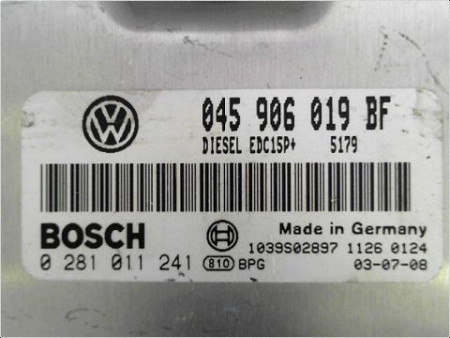 045 906 019 BF
DIESEL EDC15P+ 5179
BOSCH Made in Germany
1039S02897 1126 0124
0 281 011 241 810 BPG 03-07-08